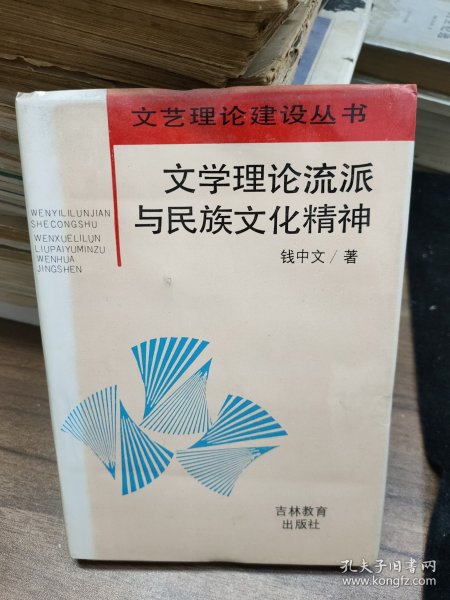 文艺理论建设丛书
文学理论流派
与民族文化精神
钱中文/著
WENYILILUNJIAN
SHECONGSHU
WENXUELILUN
LIUPAIYUMINZU
WENHUA
JINGSHEN
吉林教育
出版社
孔夫子旧书网
www.kongfz.com